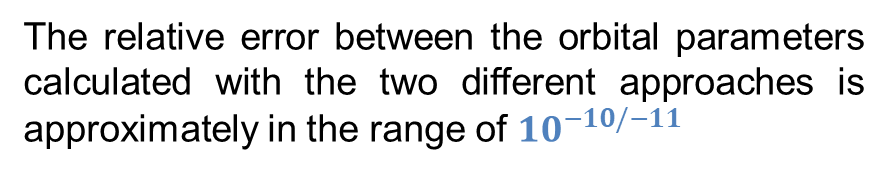 The relative error between the orbital parameters
calculated with the two different approaches is
approximately in the range of 10⁻¹⁰/⁻¹¹